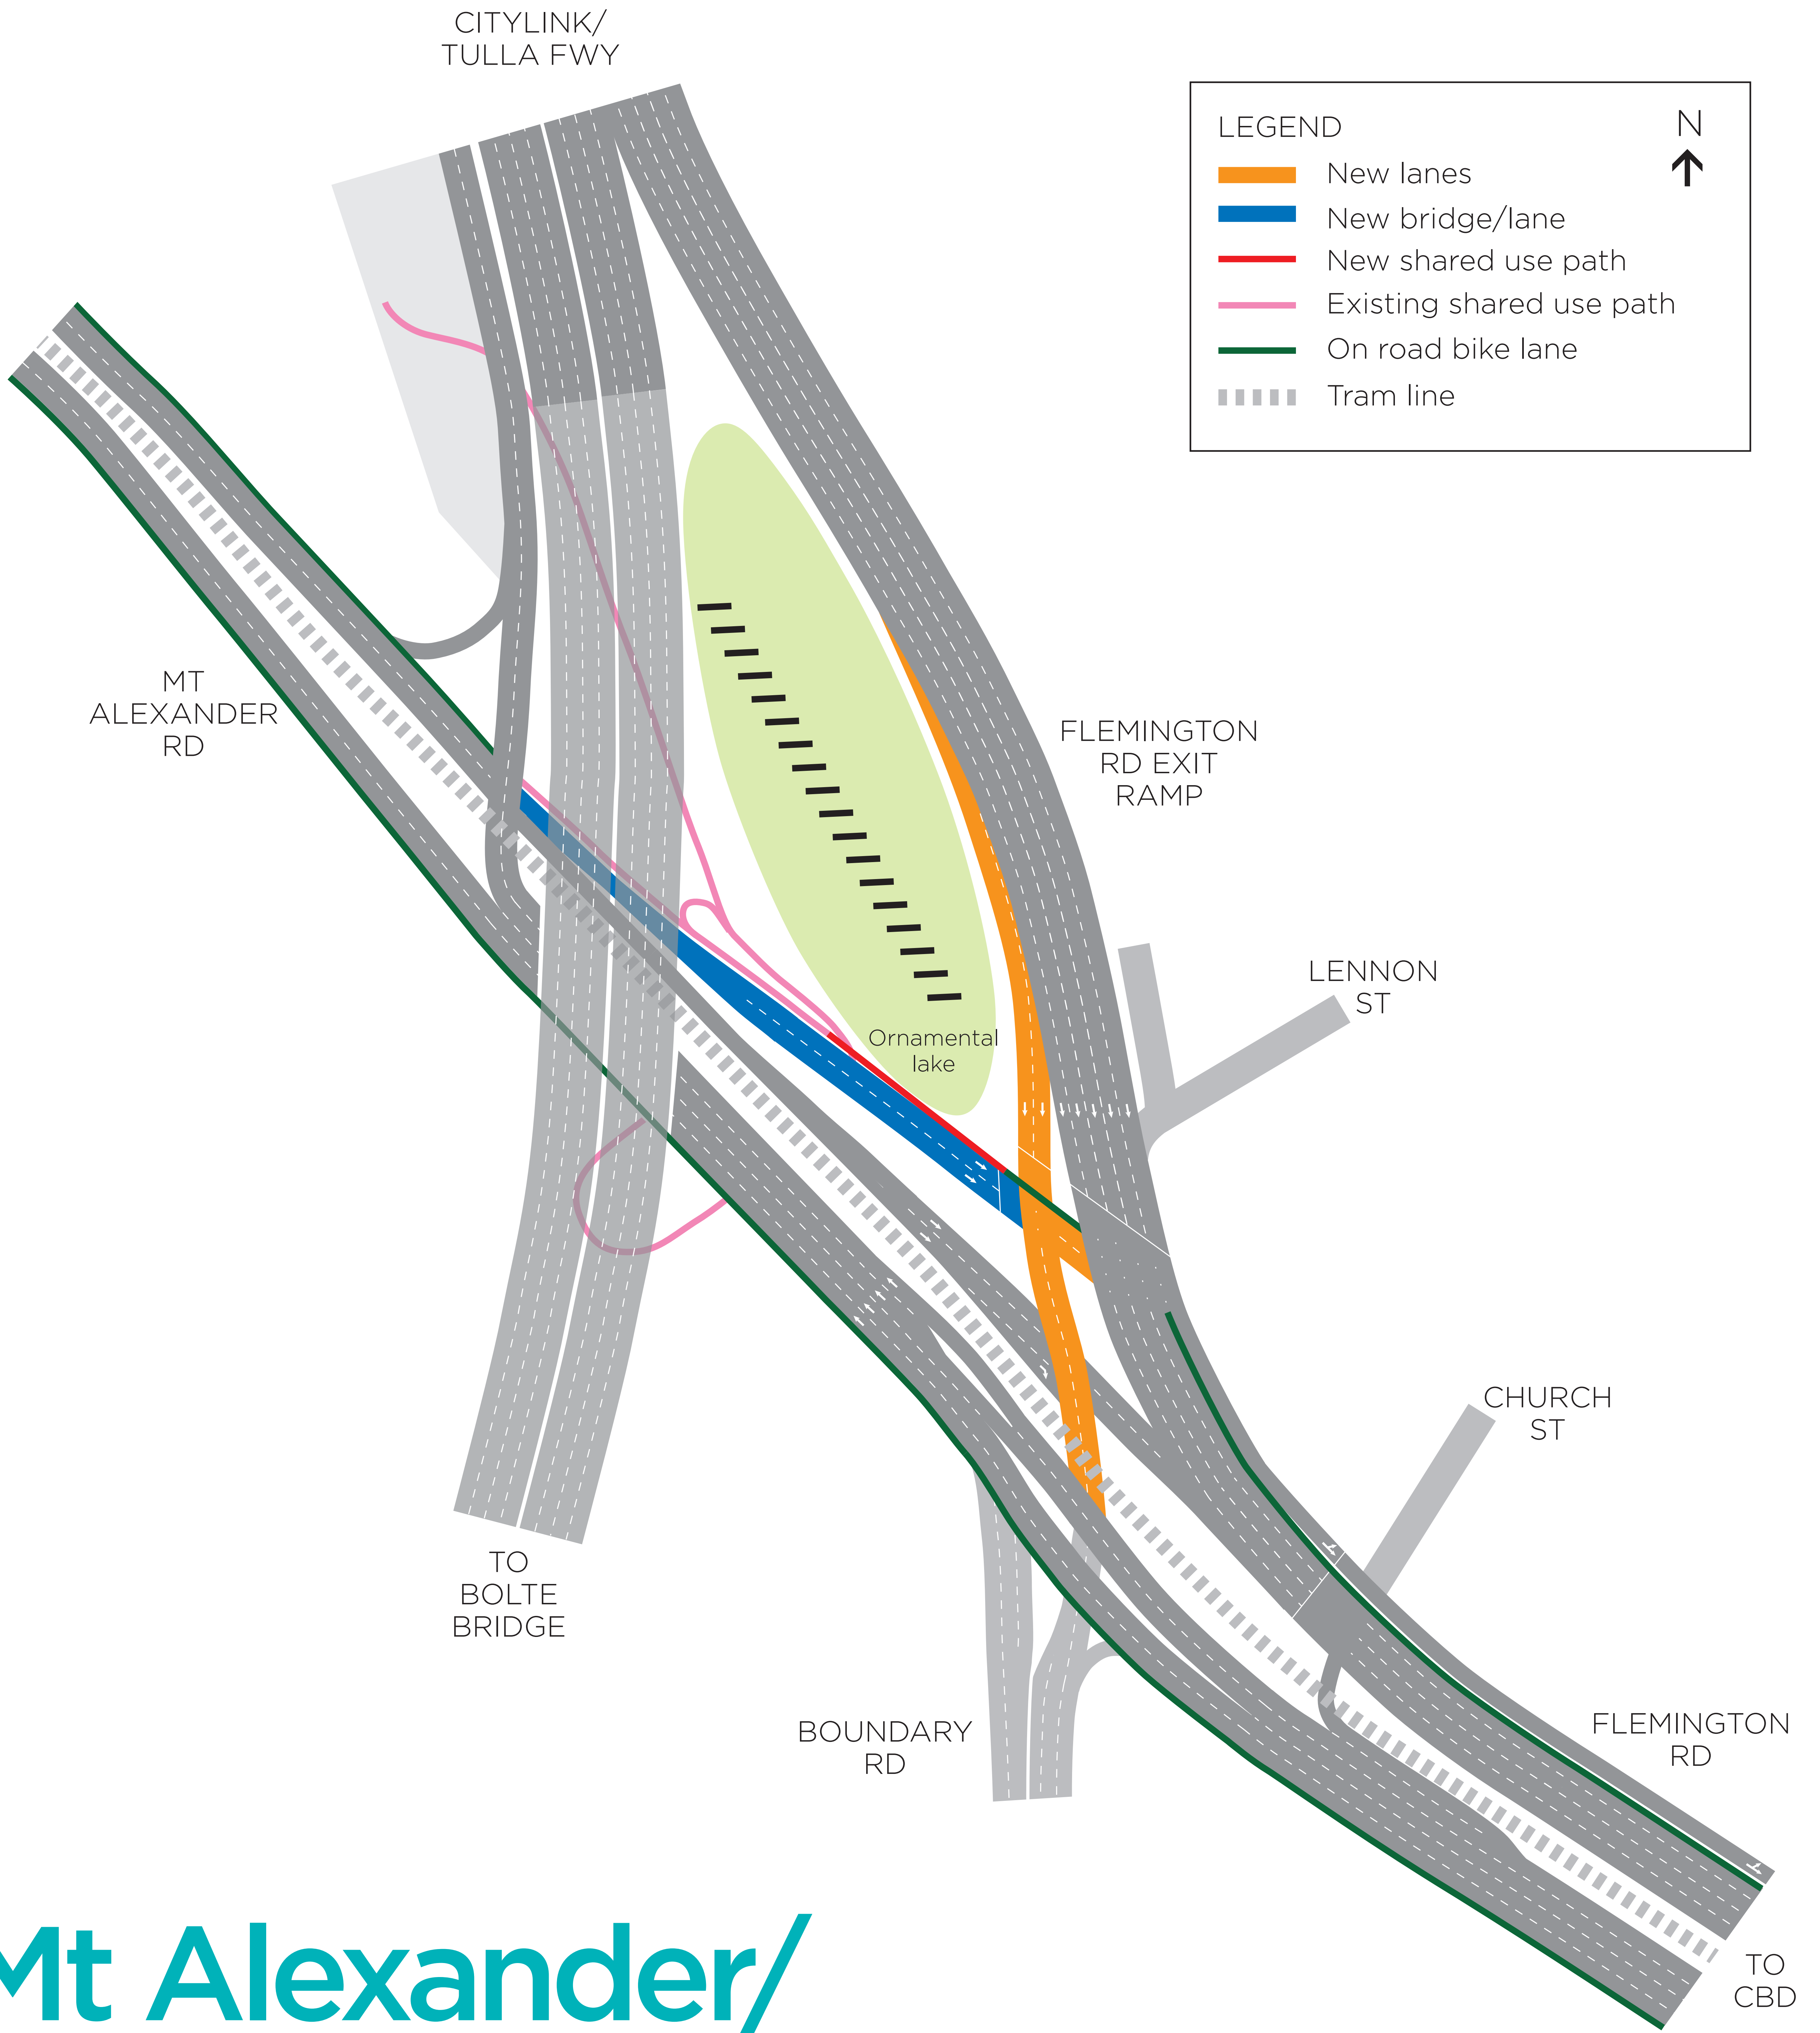 CITYLINK/
TULLA FWY
LEGEND
N
New lanes
New bridge/lane
New shared use path
Existing shared use path
On road bike lane
Tram line
MT
ALEXANDER
RD
FLEMINGTON
RD EXIT
RAMP
LENNON
ST
Ornamental
lake
CHURCH
ST
TO
BOLTE
BRIDGE
BOUNDARY
RD
FLEMINGTON
RD
TO
CBD
Mt Alexander/